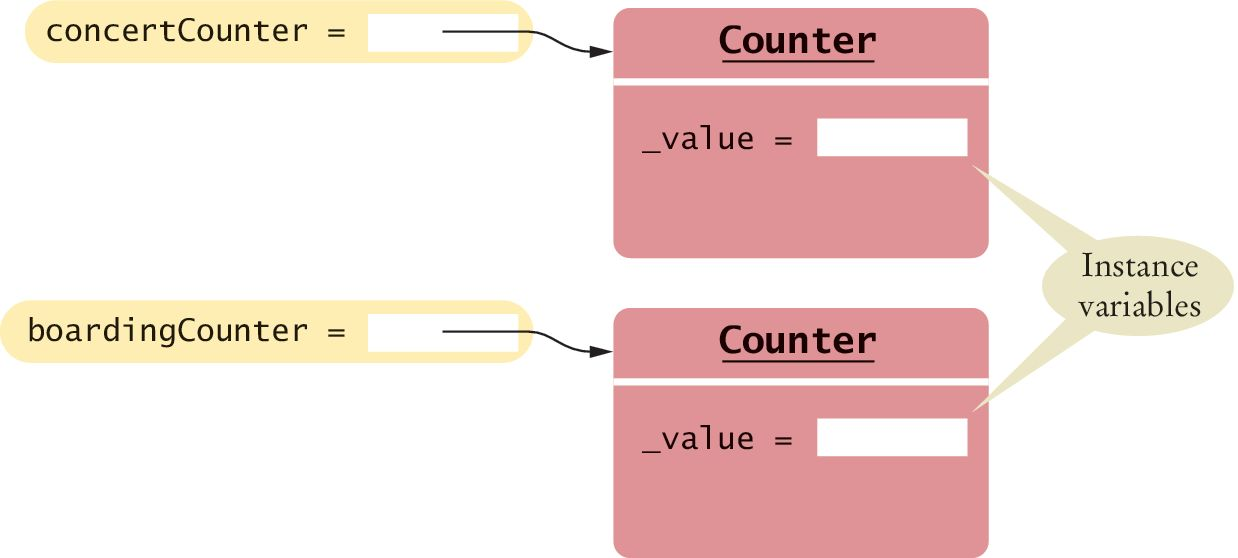 concertCounter =
Counter
_value =
Instance
variables
boardingCounter =
Counter
_value =